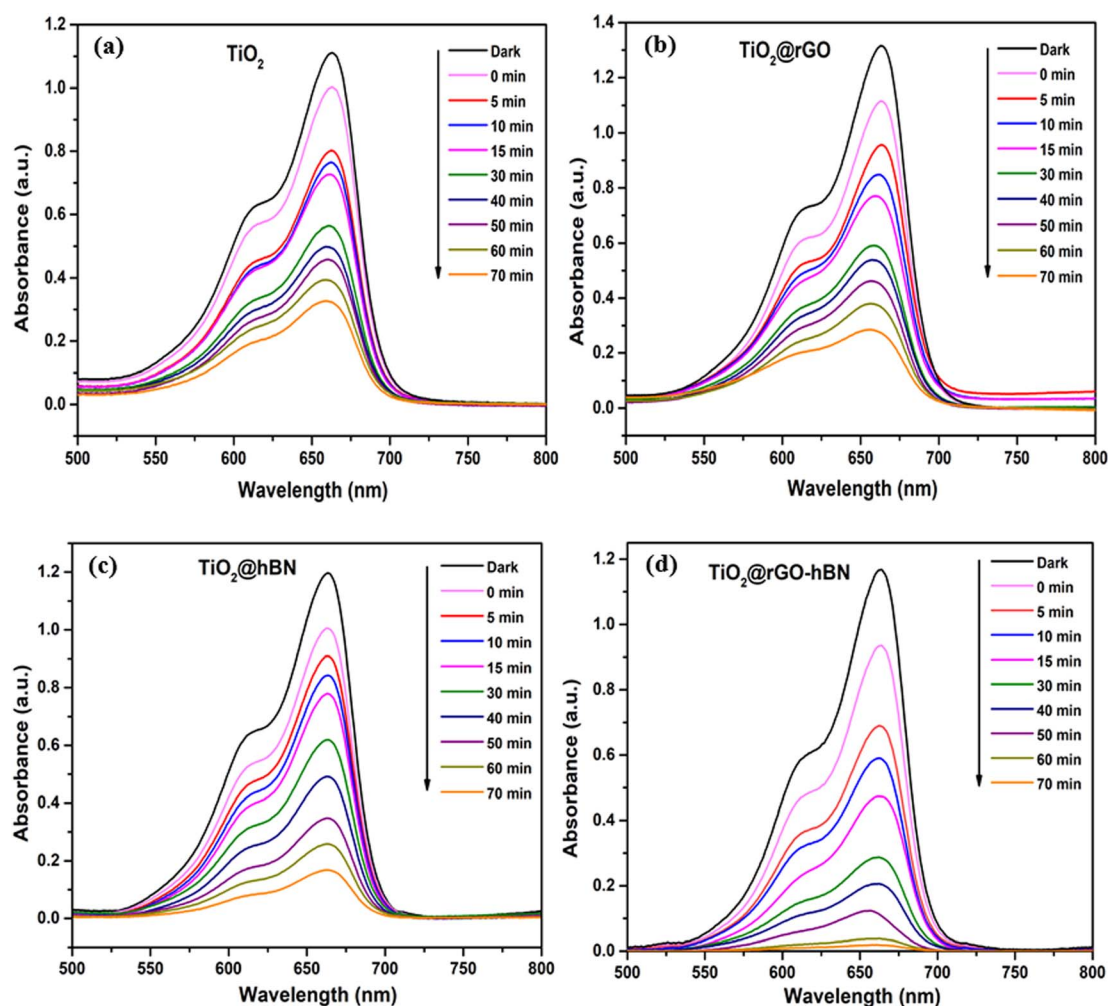 (a)
TiO₂
Dark
0 min
5 min
10 min
15 min
30 min
40 min
50 min
60 min
70 min
1.2
1.0
0.8
0.6
0.4
0.2
0.0
Absorbance (a.u.)
500 550 600 650 700 750 800
Wavelength (nm)
(b)
TiO₂@rGO
Dark
0 min
5 min
10 min
15 min
30 min
40 min
50 min
60 min
70 min
1.4
1.2
1.0
0.8
0.6
0.4
0.2
0.0
Absorbance (a.u.)
500 550 600 650 700 750 800
Wavelength (nm)
(c)
TiO₂@hBN
Dark
0 min
5 min
10 min
15 min
30 min
40 min
50 min
60 min
70 min
1.2
1.0
0.8
0.6
0.4
0.2
0.0
Absorbance (a.u.)
500 550 600 650 700 750 800
Wavelength (nm)
(d)
TiO₂@rGO-hBN
Dark
0 min
5 min
10 min
15 min
30 min
40 min
50 min
60 min
70 min
1.2
1.0
0.8
0.6
0.4
0.2
0.0
Absorbance (a.u.)
500 550 600 650 700 750 800
Wavelength (nm)